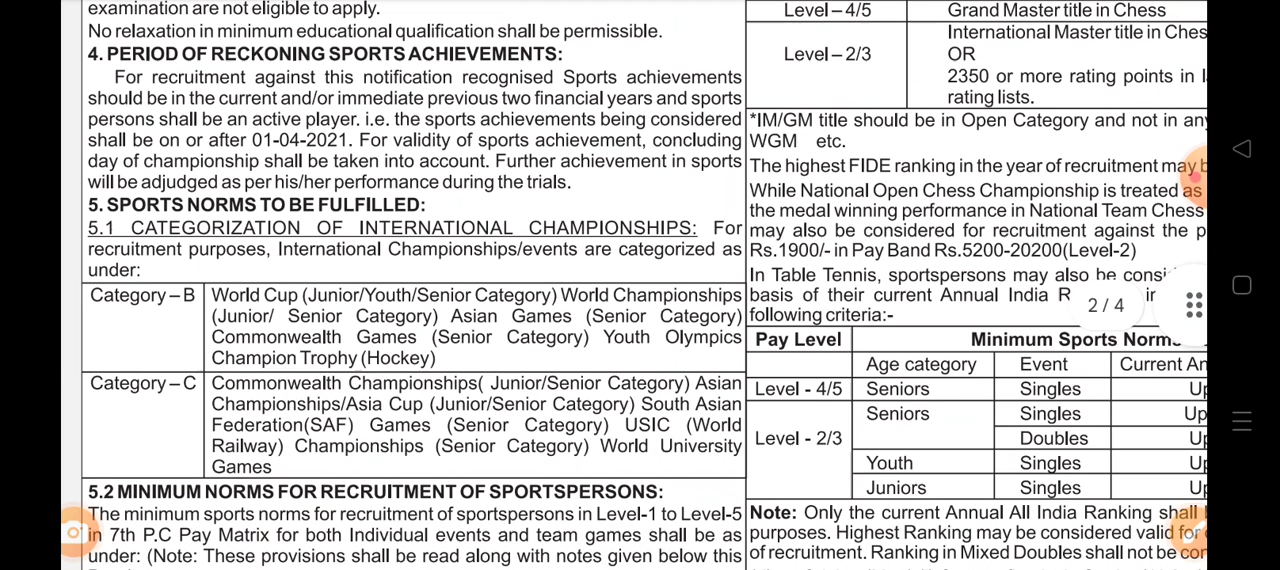 examination are not eligible to apply.
No relaxation in minimum educational qualification shall be permissible.
4. PERIOD OF RECKONING SPORTS ACHIEVEMENTS:
For recruitment against this notification recognised Sports achievements
should be in the current and/or immediate previous two financial years and sports
persons shall be an active player. i.e. the sports achievements being considered
shall be on or after 01-04-2021. For validity of sports achievement, concluding
day of championship shall be taken into account. Further achievement in sports
will be adjudged as per his/her performance during the trials.
5. SPORTS NORMS TO BE FULFILLED:
5.1 CATEGORIZATION OF INTERNATIONAL CHAMPIONSHIPS: For
recruitment purposes, International Championships/events are categorized as
under:
Category – B
World Cup (Junior/Youth/Senior Category) World Championships
(Junior/ Senior Category) Asian Games (Senior Category)
Commonwealth Games (Senior Category) Youth Olympics
Champion Trophy (Hockey)
Category – C
Commonwealth Championships( Junior/Senior Category) Asian
Championships/Asia Cup (Junior/Senior Category) South Asian
Federation(SAF) Games (Senior Category) USIC (World
Railway) Championships (Senior Category) World University
Games
5.2 MINIMUM NORMS FOR RECRUITMENT OF SPORTSPERSONS:
The minimum sports norms for recruitment of sportspersons in Level-1 to Level-5
in 7th P.C Pay Matrix for both Individual events and team games shall be as
under: (Note: These provisions shall be read along with notes given below this
Level – 4/5 Grand Master title in Chess
Level – 2/3
International Master title in Ches
OR
2350 or more rating points in
rating lists.
*IM/GM title should be in Open Category and not in
WGM etc.
The highest FIDE ranking in the year of recruitment may
While National Open Chess Championship is treated as
the medal winning performance in National Team Chess
may also be considered for recruitment against the p
Rs.1900/- in Pay Band Rs.5200-20200(Level-2)
In Table Tennis, sportspersons may also be
basis of their current Annual India
following criteria:-
2 / 4
Pay Level Minimum Sports
Age category Event Current
Level - 4/5 Seniors Singles
Level - 2/3
Seniors Singles
Doubles
Youth Singles
Juniors Singles
Note: Only the current Annual All India Ranking shall
purposes. Highest Ranking may be considered valid for
of recruitment. Ranking in Mixed Doubles shall not be